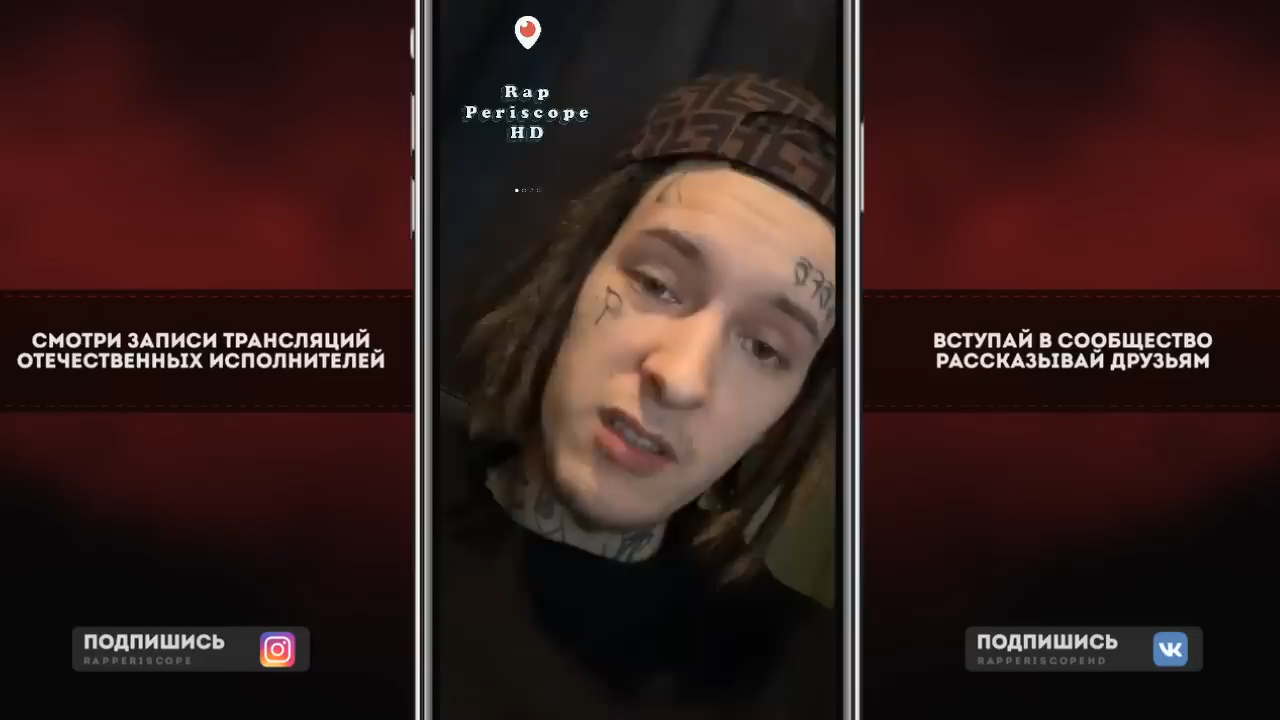 Rap
Periscope
HD
СМОТРИ ЗАПИСИ ТРАНСЛЯЦИЙ
ОТЕЧЕСТВЕННЫХ ИСПОЛНИТЕЛЕЙ
ВСТУПАЙ В СООБЩЕСТВО
РАССКАЗЫВАЙ ДРУЗЬЯМ
ПОДПИШИСЬ
RAPPERISCOPE
ПОДПИШИСЬ
RAPPERISCOPEHD